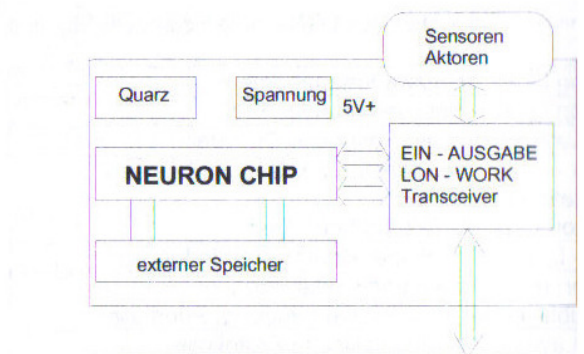 Sensoren
Aktoren
Quarz
Spannung
5V+
EIN - AUSGABE
LON - WORK
Transceiver
NEURON CHIP
externer Speicher